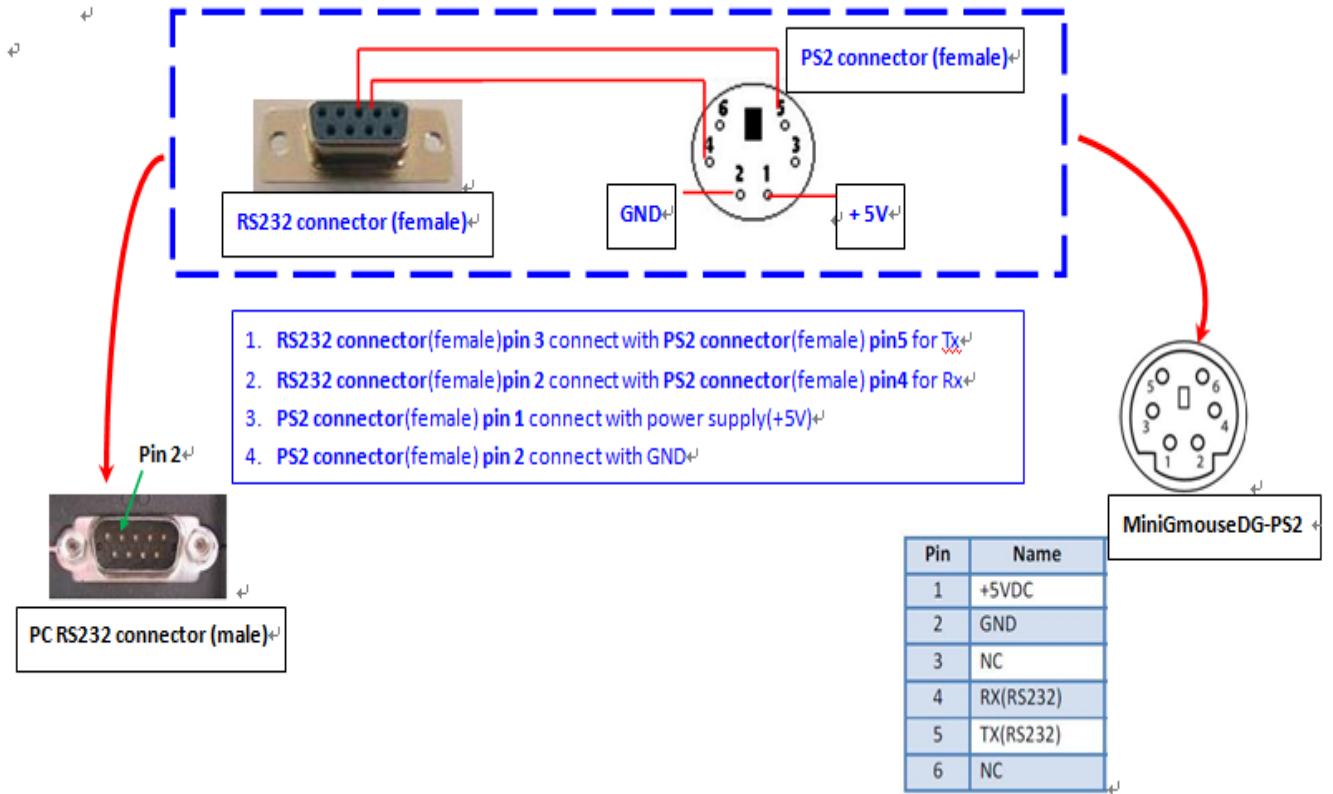 PS2 connector (female)
6
5
4
3
2
1
RS232 connector (female)
GND
+ 5V
1. RS232 connector(female)pin 3 connect with PS2 connector(female) pin5 for Tx
2. RS232 connector(female)pin 2 connect with PS2 connector(female) pin4 for Rx
3. PS2 connector(female) pin 1 connect with power supply(+5V)
4. PS2 connector(female) pin 2 connect with GND
Pin 2
PC RS232 connector (male)
5
6
3
4
1
2
MiniGmouseDG-PS2
Pin Name
1 +5VDC
2 GND
3 NC
4 RX(RS232)
5 TX(RS232)
6 NC